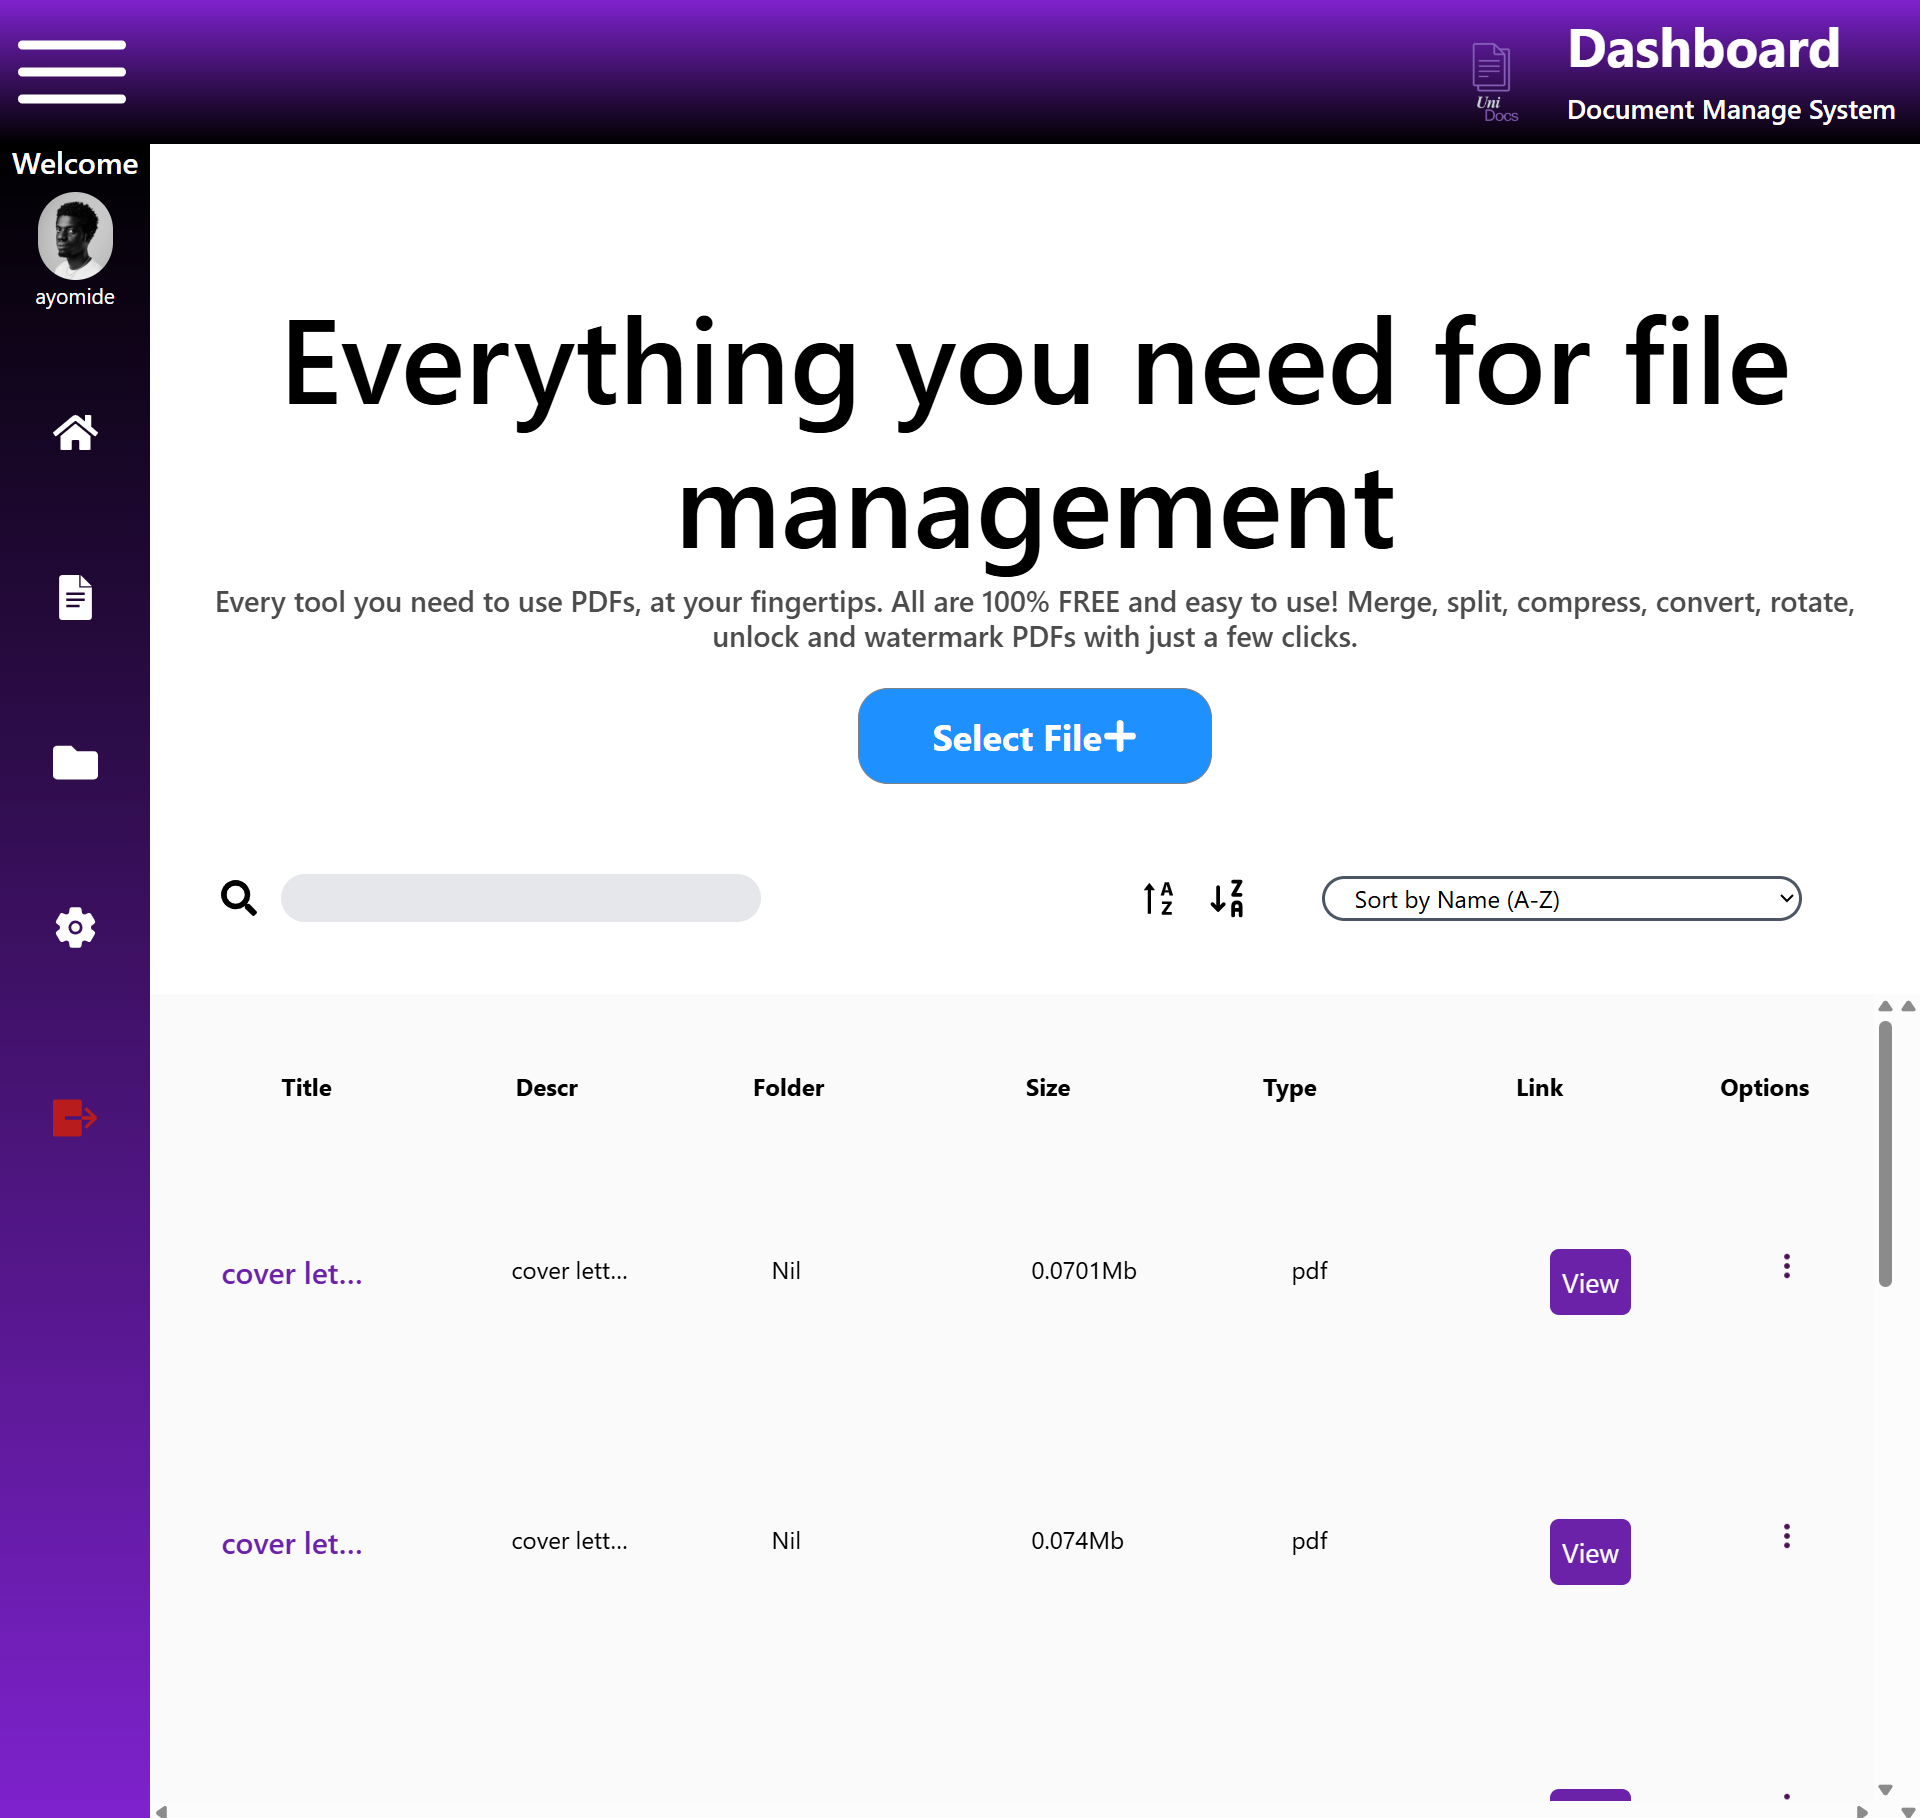 Dashboard
Uni
Docs
Document Manage System
Welcome
ayomide
Everything you need for file
management
Every tool you need to use PDFs, at your fingertips. All are 100% FREE and easy to use! Merge, split, compress, convert, rotate,
unlock and watermark PDFs with just a few clicks.
Select File+
A
Z
Z
A
Sort by Name (A-Z)
Title Descr Folder Size Type Link Options
cover let... cover lett... Nil 0.0701Mb pdf View
cover let... cover lett... Nil 0.074Mb pdf View